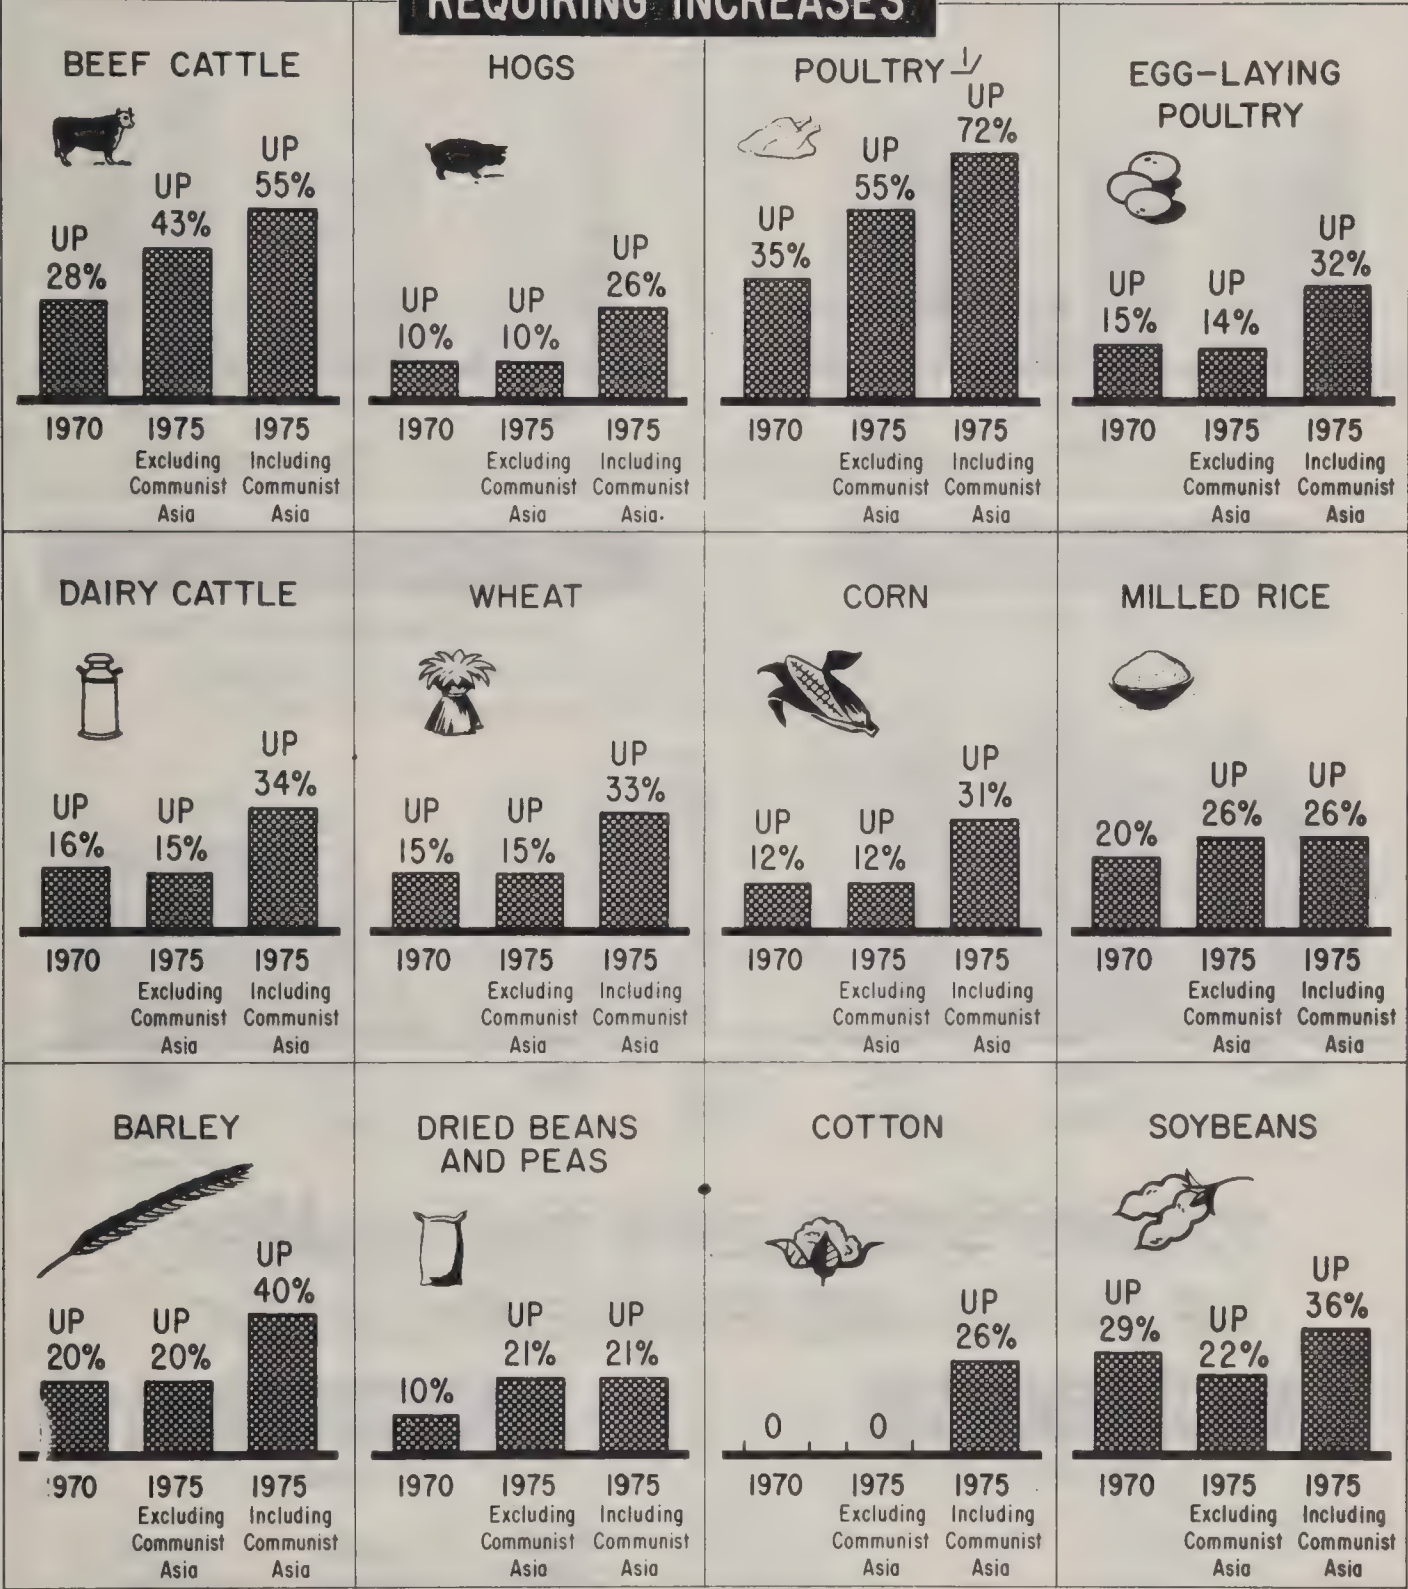 REQUIRING INCREASES
BEEF CATTLE
UP
28%
UP
43%
UP
55%
1970
1975
Excluding
Communist
Asia
1975
Including
Communist
Asia
HOGS
UP
10%
UP
10%
UP
26%
1970
1975
Excluding
Communist
Asia
1975
Including
Communist
Asia.
POULTRY 1/
UP
35%
UP
55%
UP
72%
1970
1975
Excluding
Communist
Asia
1975
Including
Communist
Asia
EGG-LAYING
POULTRY
UP
15%
UP
14%
UP
32%
1970
1975
Excluding
Communist
Asia
1975
Including
Communist
Asia
DAIRY CATTLE
UP
16%
UP
15%
UP
34%
1970
1975
Excluding
Communist
Asia
1975
Including
Communist
Asia
WHEAT
UP
15%
UP
15%
UP
33%
1970
1975
Excluding
Communist
Asia
1975
Including
Communist
Asia
CORN
UP
12%
UP
12%
UP
31%
1970
1975
Excluding
Communist
Asia
1975
Including
Communist
Asia
MILLED RICE
20%
UP
26%
UP
26%
1970
1975
Excluding
Communist
Asia
1975
Including
Communist
Asia
BARLEY
UP
20%
UP
20%
UP
40%
1970
1975
Excluding
Communist
Asia
1975
Including
Communist
Asia
DRIED BEANS
AND PEAS
10%
UP
21%
UP
21%
1970
1975
Excluding
Communist
Asia
1975
Including
Communist
Asia
COTTON
0
0
UP
26%
1970
1975
Excluding
Communist
Asia
1975
Including
Communist
Asia
SOYBEANS
UP
29%
UP
22%
UP
36%
1970
1975
Excluding
Communist
Asia
1975
Including
Communist
Asia